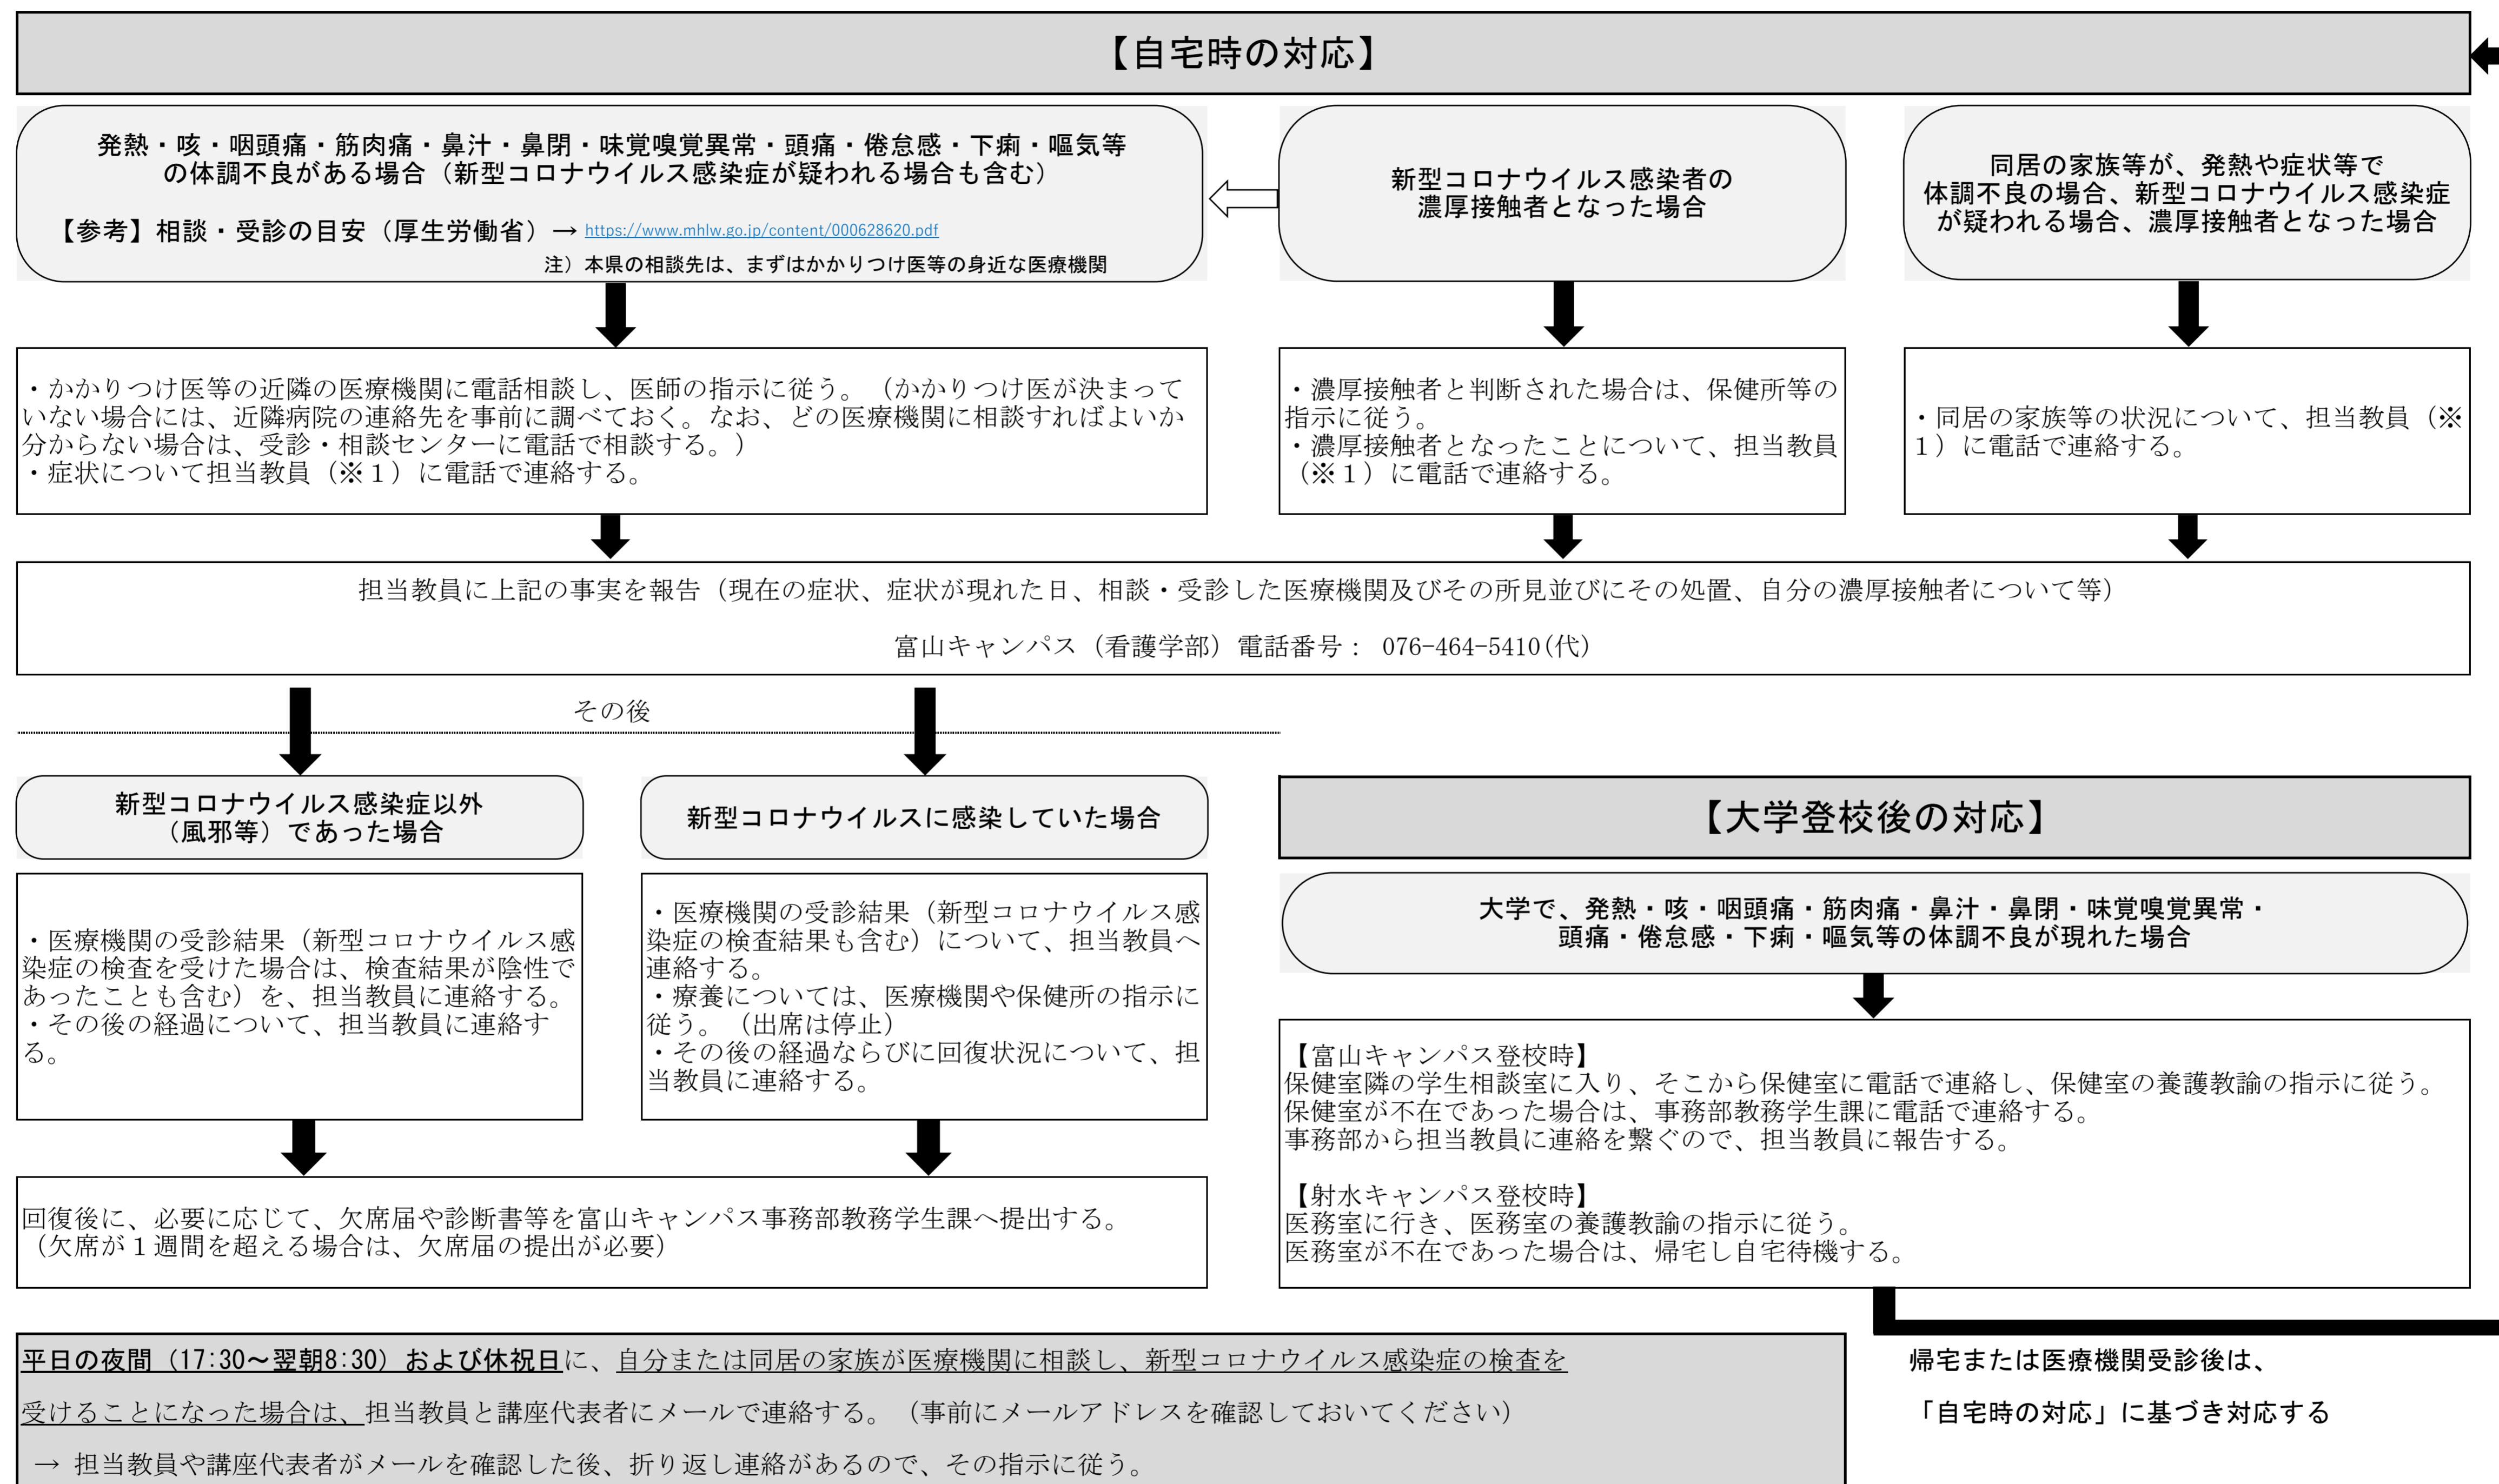 【自宅時の対応】
発熱・咳・咽頭痛・筋肉痛・鼻汁・鼻閉・味覚嗅覚異常・頭痛・倦怠感・下痢・嘔気等
の体調不良がある場合（新型コロナウイルス感染症が疑われる場合も含む）
【参考】相談・受診の目安（厚生労働省）→ https://www.mhlw.go.jp/content/000628620.pdf
注）本県の相談先は、まずはかかりつけ医等の身近な医療機関
新型コロナウイルス感染者の
濃厚接触者となった場合
同居の家族等が、発熱や症状等で
体調不良の場合、新型コロナウイルス感染症
が疑われる場合、濃厚接触者となった場合
・かかりつけ医等の近隣の医療機関に電話相談し、医師の指示に従う。（かかりつけ医が決まって
いない場合には、近隣病院の連絡先を事前に調べておく。なお、どの医療機関に相談すればよいか
分からない場合は、受診・相談センターに電話で相談する。）
・症状について担当教員（※１）に電話で連絡する。
・濃厚接触者と判断された場合は、保健所等の
指示に従う。
・濃厚接触者となったことについて、担当教員
（※１）に電話で連絡する。
・同居の家族等の状況について、担当教員（※
１）に電話で連絡する。
担当教員に上記の事実を報告（現在の症状、症状が現れた日、相談・受診した医療機関及びその所見並びにその処置、自分の濃厚接触者について等）
富山キャンパス（看護学部）電話番号： 076-464-5410(代)
その後
新型コロナウイルス感染症以外
（風邪等）であった場合
新型コロナウイルスに感染していた場合
・医療機関の受診結果（新型コロナウイルス感
染症の検査を受けた場合は、検査結果が陰性で
あったことも含む）を、担当教員に連絡する。
・その後の経過について、担当教員に連絡す
る。
・医療機関の受診結果（新型コロナウイルス感
染症の検査結果も含む）について、担当教員へ
連絡する。
・療養については、医療機関や保健所の指示に
従う。（出席は停止）
・その後の経過ならびに回復状況について、担
当教員に連絡する。
回復後に、必要に応じて、欠席届や診断書等を富山キャンパス事務部教務学生課へ提出する。
（欠席が１週間を超える場合は、欠席届の提出が必要）
【大学登校後の対応】
大学で、発熱・咳・咽頭痛・筋肉痛・鼻汁・鼻閉・味覚嗅覚異常・
頭痛・倦怠感・下痢・嘔気等の体調不良が現れた場合
【富山キャンパス登校時】
保健室隣の学生相談室に入り、そこから保健室に電話で連絡し、保健室の養護教諭の指示に従う。
保健室が不在であった場合は、事務部教務学生課に電話で連絡する。
事務部から担当教員に連絡を繋ぐので、担当教員に報告する。
【射水キャンパス登校時】
医務室に行き、医務室の養護教諭の指示に従う。
医務室が不在であった場合は、帰宅し自宅待機する。
平日の夜間（17:30～翌朝8:30）および休祝日に、自分または同居の家族が医療機関に相談し、新型コロナウイルス感染症の検査を
受けることになった場合は、担当教員と講座代表者にメールで連絡する。（事前にメールアドレスを確認しておいてください）
→ 担当教員や講座代表者がメールを確認した後、折り返し連絡があるので、その指示に従う。
帰宅または医療機関受診後は、
「自宅時の対応」に基づき対応する